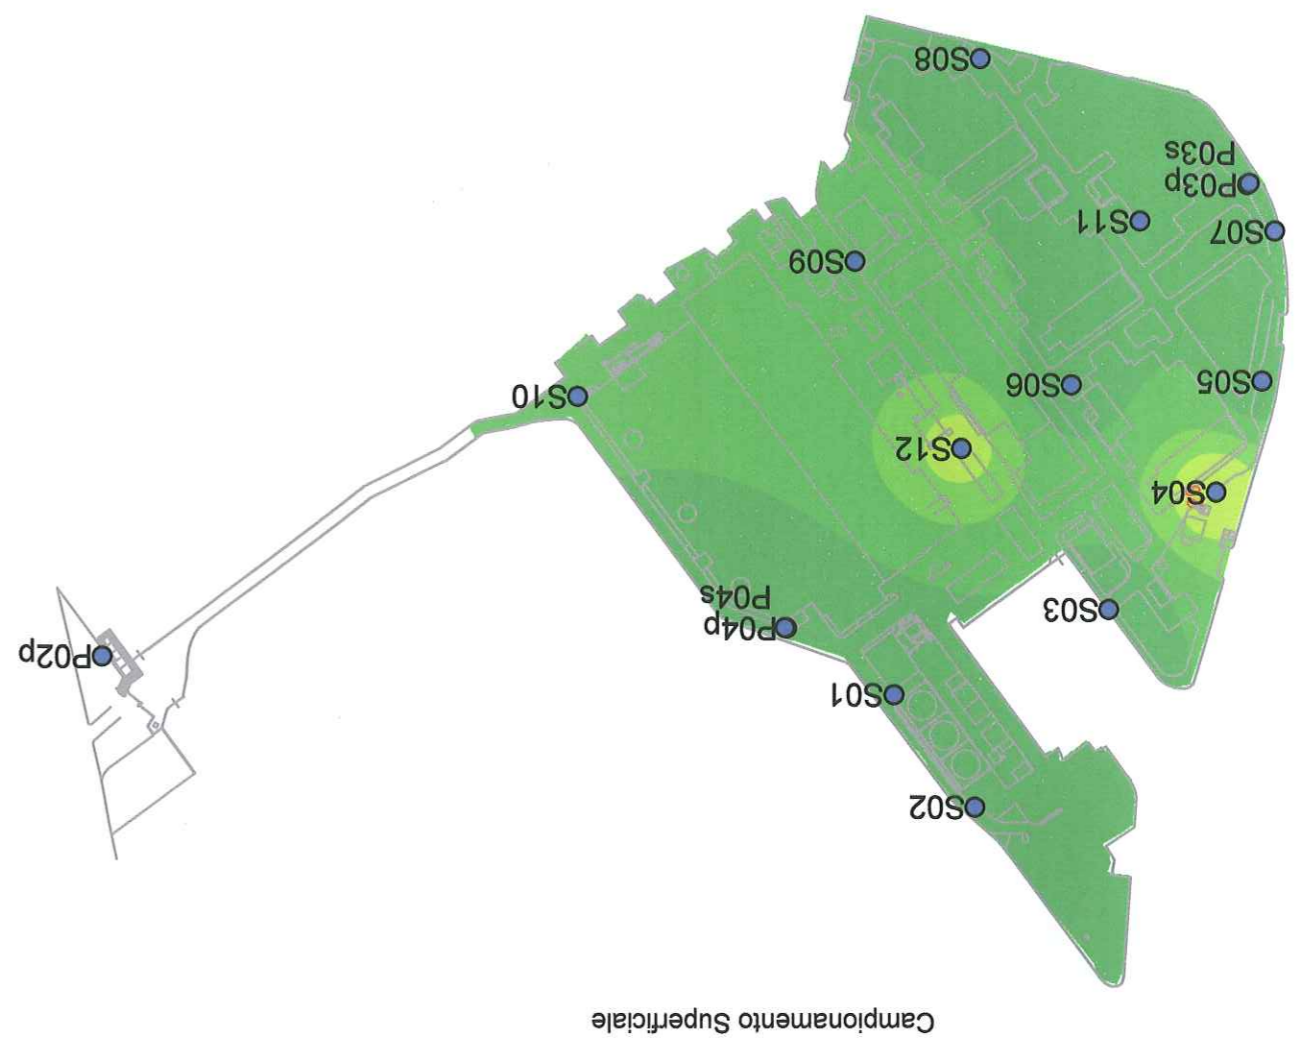 Campionamento Superficiale
S02
S01
P04p
P04s
S03
P02p
S04
S12
S10
S05
S06
S09
S07
S11
P03p
P03s
S08